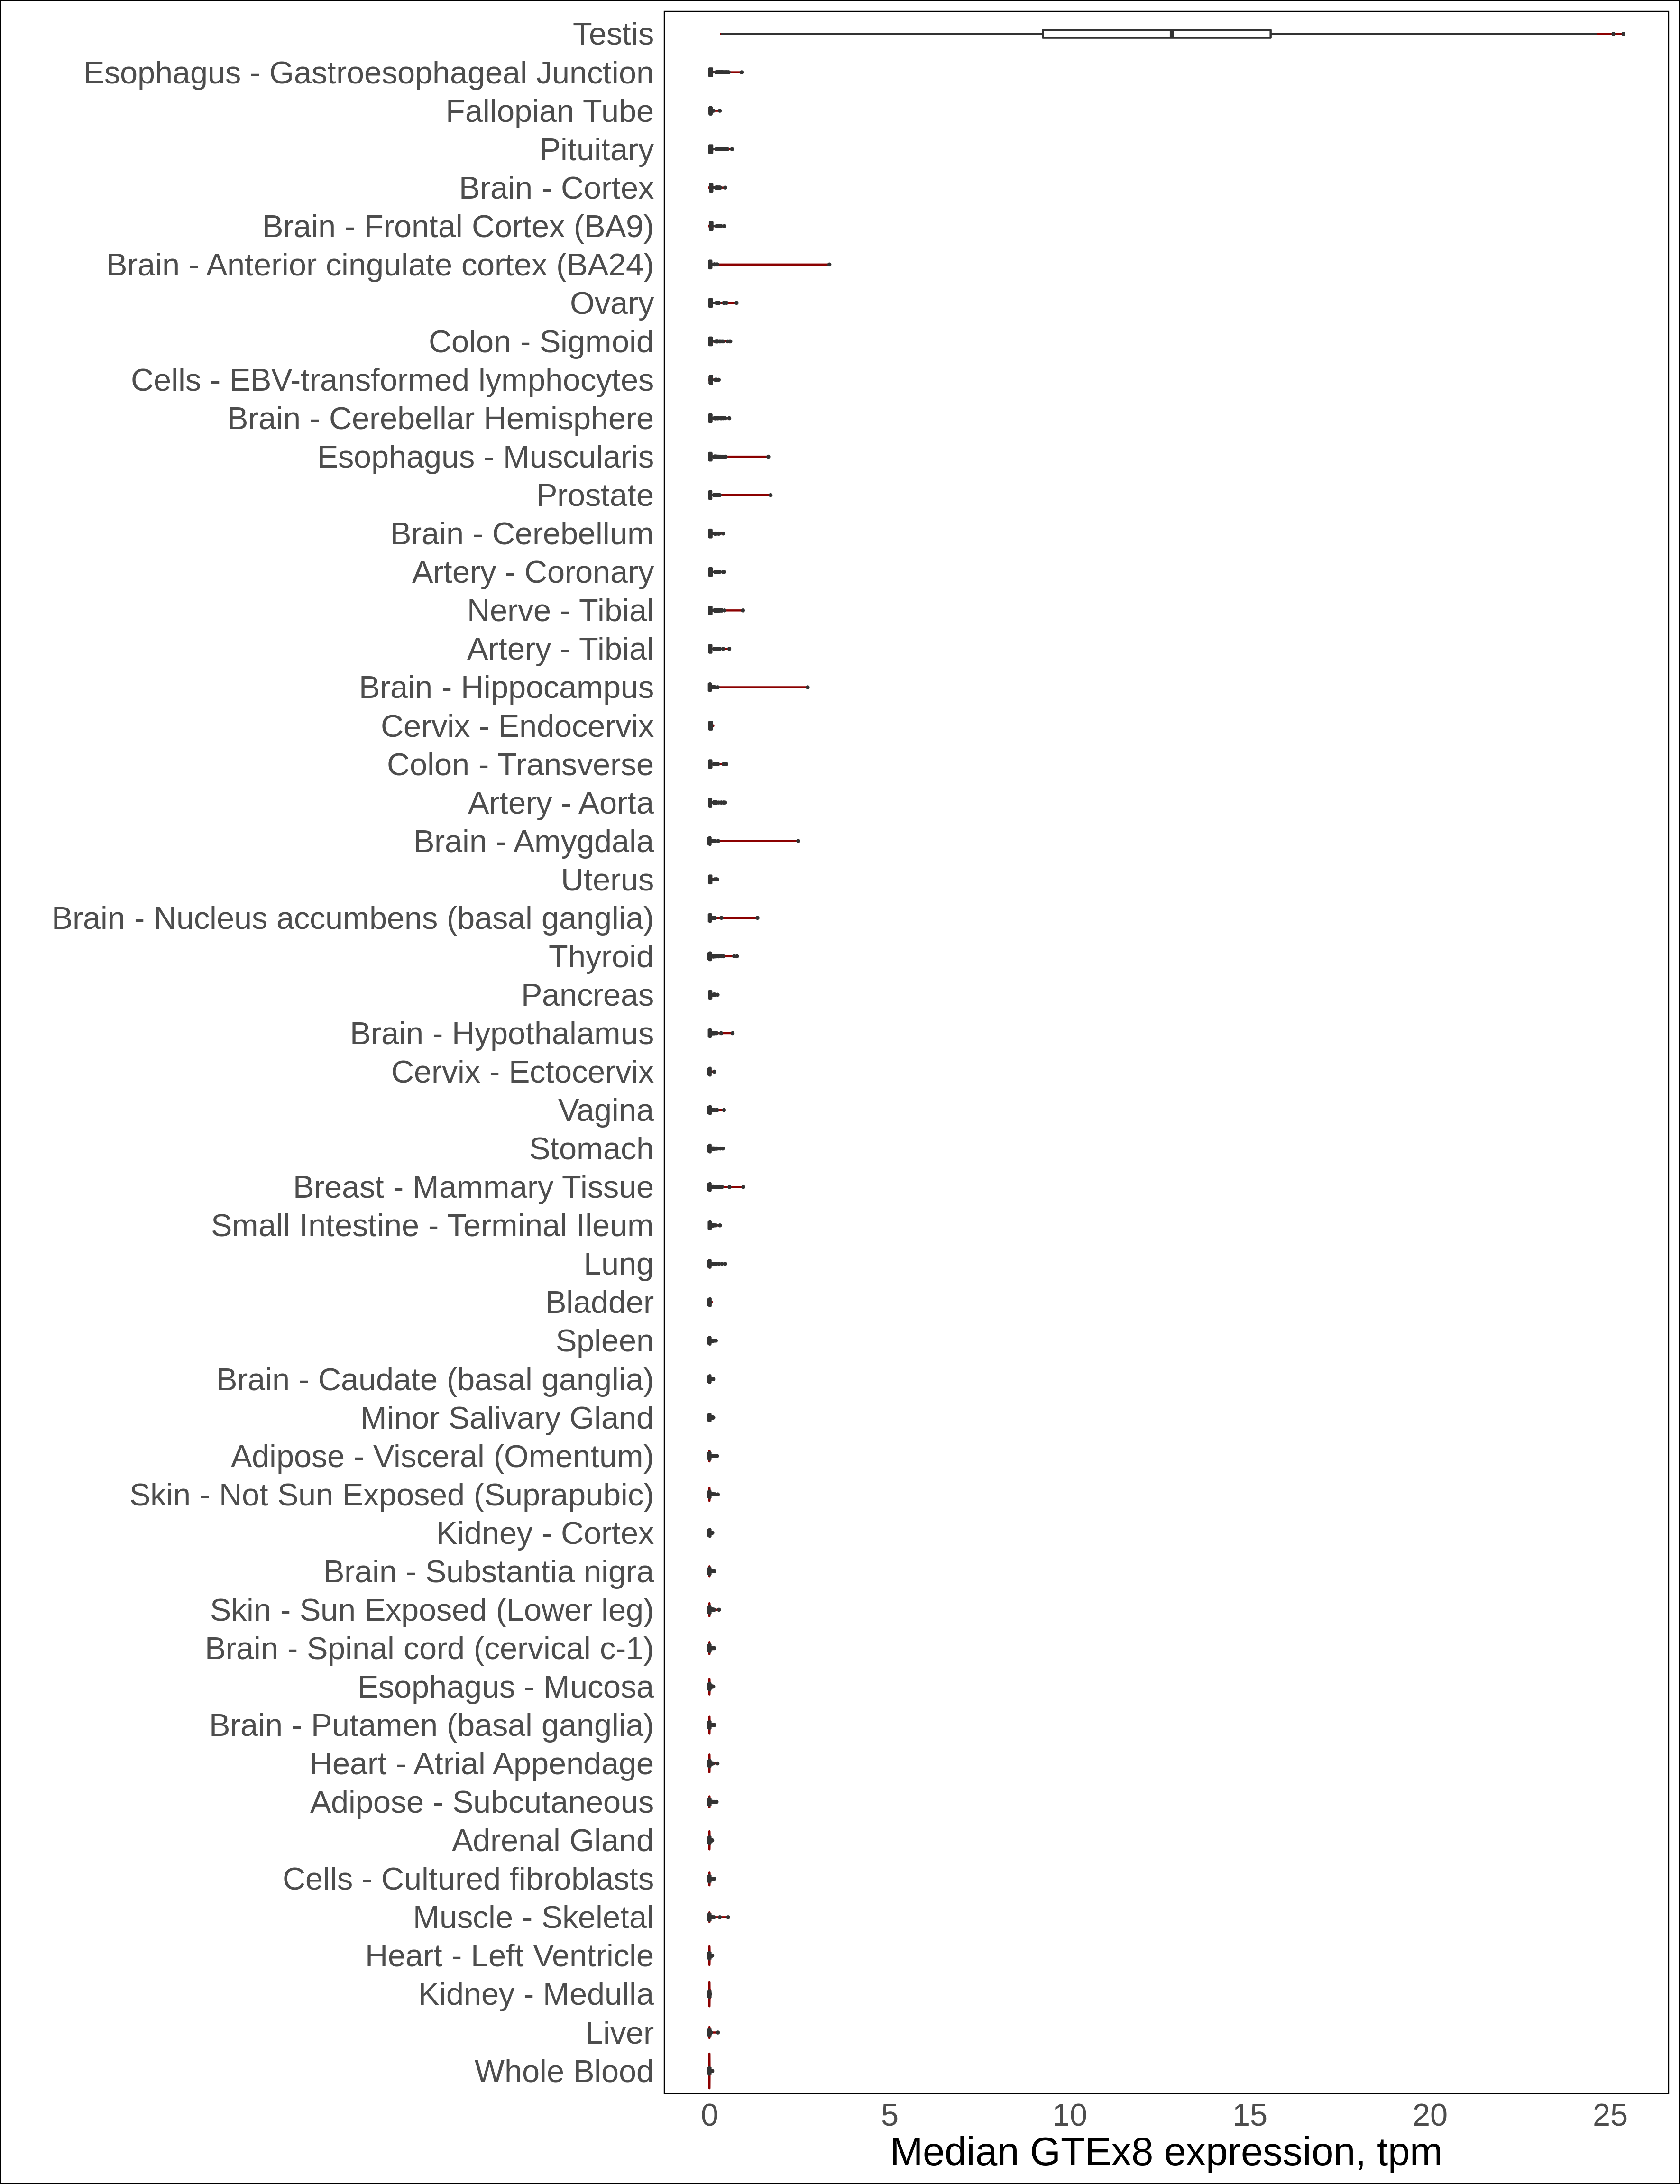 Testis
Esophagus - Gastroesophageal Junction
Fallopian Tube
Pituitary
Brain - Cortex
Brain - Frontal Cortex (BA9)
Brain - Anterior cingulate cortex (BA24)
Ovary
Colon - Sigmoid
Cells - EBV-transformed lymphocytes
Brain - Cerebellar Hemisphere
Esophagus - Muscularis
Prostate
Brain - Cerebellum
Artery - Coronary
Nerve - Tibial
Artery - Tibial
Brain - Hippocampus
Cervix - Endocervix
Colon - Transverse
Artery - Aorta
Brain - Amygdala
Uterus
Brain - Nucleus accumbens (basal ganglia)
Thyroid
Pancreas
Brain - Hypothalamus
Cervix - Ectocervix
Vagina
Stomach
Breast - Mammary Tissue
Small Intestine - Terminal Ileum
Lung
Bladder
Spleen
Brain - Caudate (basal ganglia)
Minor Salivary Gland
Adipose - Visceral (Omentum)
Skin - Not Sun Exposed (Suprapubic)
Kidney - Cortex
Brain - Substantia nigra
Skin - Sun Exposed (Lower leg)
Brain - Spinal cord (cervical c-1)
Esophagus - Mucosa
Brain - Putamen (basal ganglia)
Heart - Atrial Appendage
Adipose - Subcutaneous
Adrenal Gland
Cells - Cultured fibroblasts
Muscle - Skeletal
Heart - Left Ventricle
Kidney - Medulla
Liver
Whole Blood
0 5 10 15 20 25
Median GTEx8 expression, tpm